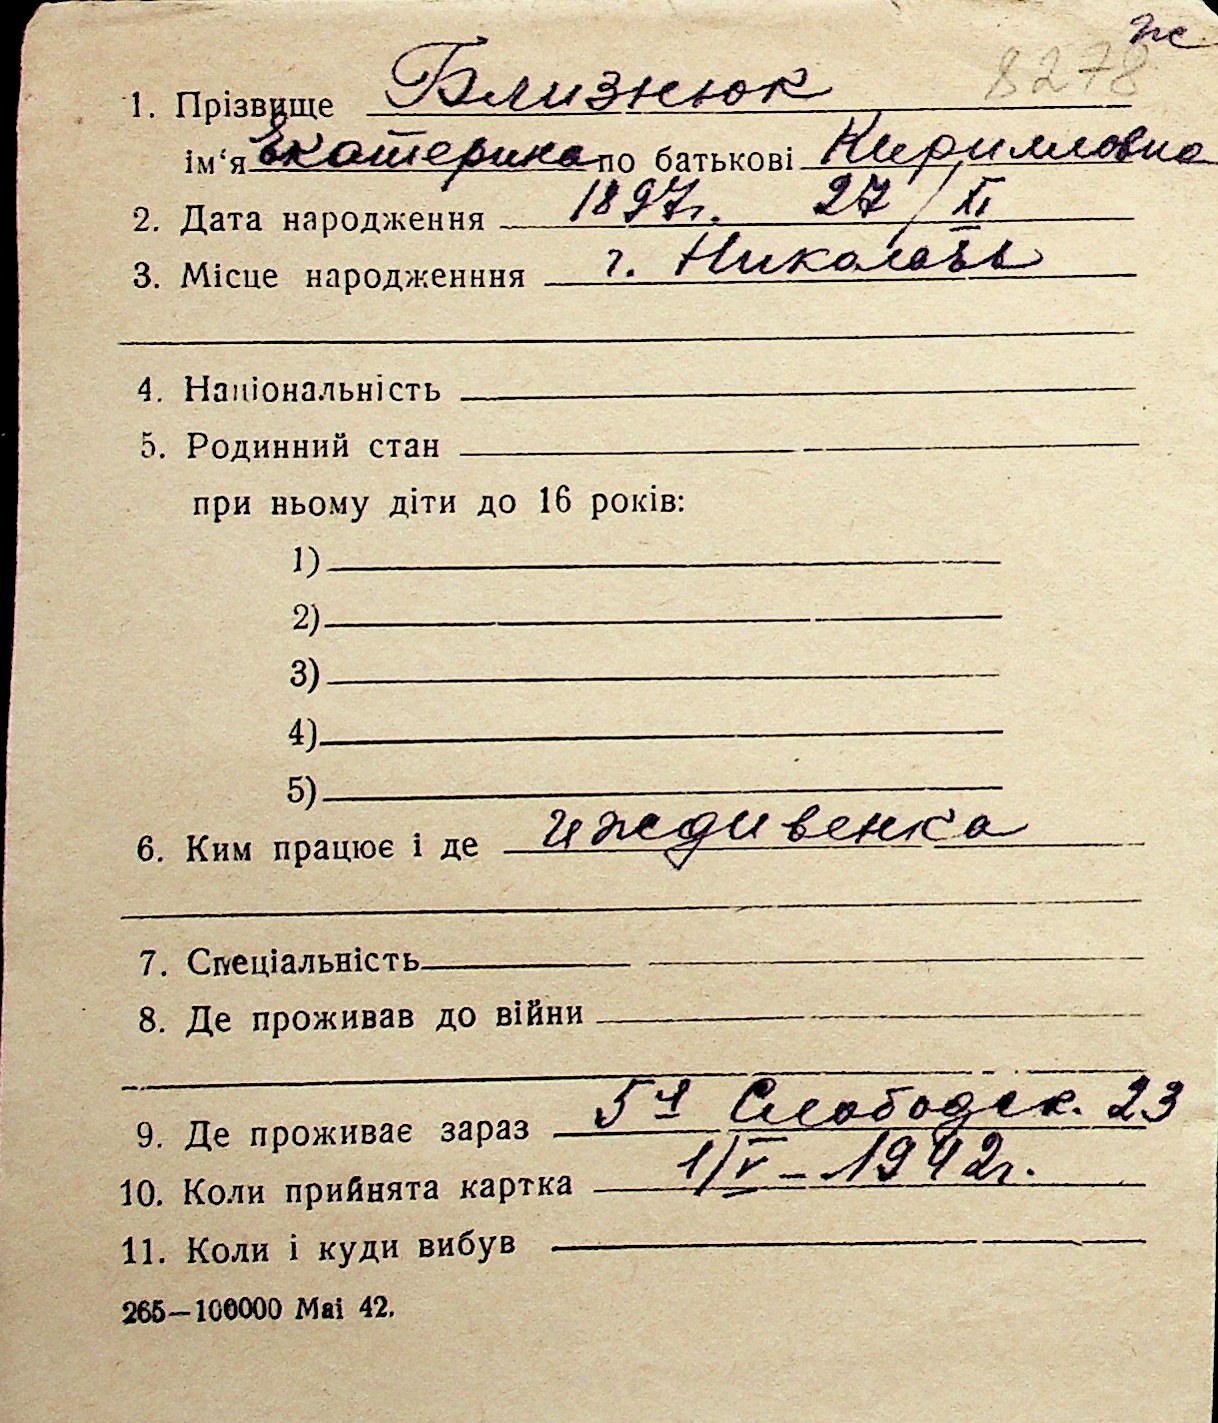 ж
8278
1. Прізвище Близнюк
ім‘я Екатерина по батькові Кирилловна
2. Дата народження 1897г. 27/XI
3. Місце народженння г. Николаев
4. Національність
5. Родинний стан
при ньому діти до 16 років:
1)
2)
3)
4)
5)
6. Ким працює і де иждивенка
7. Спеціальність
8. Де проживав до війни
9. Де проживає зараз 5я Слободск. 23
10. Коли прийнята картка 1/V – 1942г.
11. Коли і куди вибув
265—100000 Mai 42.